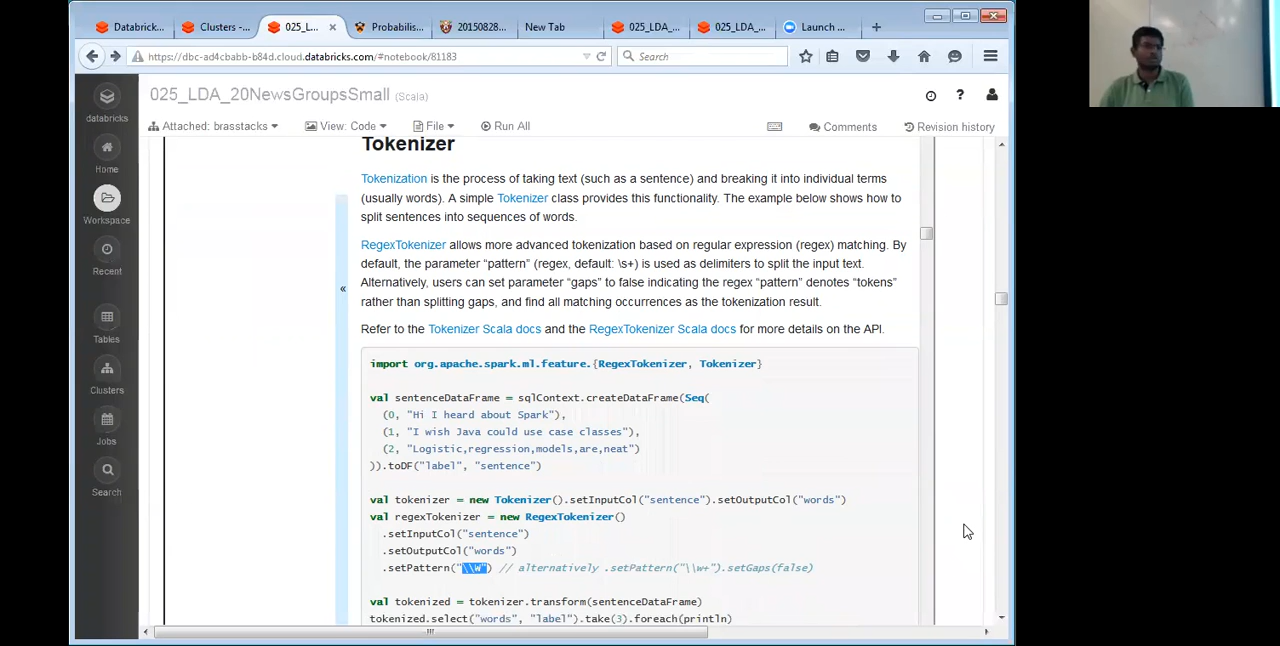 Databrick...
Clusters -...
025_L...
Probabilis...
20150828...
New Tab
025_LDA_...
025_LDA_...
Launch ...
https://dbc-ad4cbabb-b84d.cloud.databricks.com/#notebook/81183
Search
025_LDA_20NewsGroupsSmall (Scala)
Attached: brasstacks
View: Code
File
Run All
Comments
Revision history
databricks
Home
Workspace
Recent
Tables
Clusters
Jobs
Search
Tokenizer
Tokenization is the process of taking text (such as a sentence) and breaking it into individual terms
(usually words). A simple Tokenizer class provides this functionality. The example below shows how to
split sentences into sequences of words.
RegexTokenizer allows more advanced tokenization based on regular expression (regex) matching. By
default, the parameter “pattern” (regex, default: \s+) is used as delimiters to split the input text.
Alternatively, users can set parameter “gaps” to false indicating the regex “pattern” denotes “tokens”
rather than splitting gaps, and find all matching occurrences as the tokenization result.
Refer to the Tokenizer Scala docs and the RegexTokenizer Scala docs for more details on the API.
import org.apache.spark.ml.feature.{RegexTokenizer, Tokenizer}
val sentenceDataFrame = sqlContext.createDataFrame(Seq(
(0, "Hi I heard about Spark"),
(1, "I wish Java could use case classes"),
(2, "Logistic,regression,models,are,neat")
)).toDF("label", "sentence")
val tokenizer = new Tokenizer().setInputCol("sentence").setOutputCol("words")
val regexTokenizer = new RegexTokenizer()
.setInputCol("sentence")
.setOutputCol("words")
.setPattern("\\W") // alternatively .setPattern("\\w+").setGaps(false)
val tokenized = tokenizer.transform(sentenceDataFrame)
tokenized.select("words", "label").take(3).foreach(println)